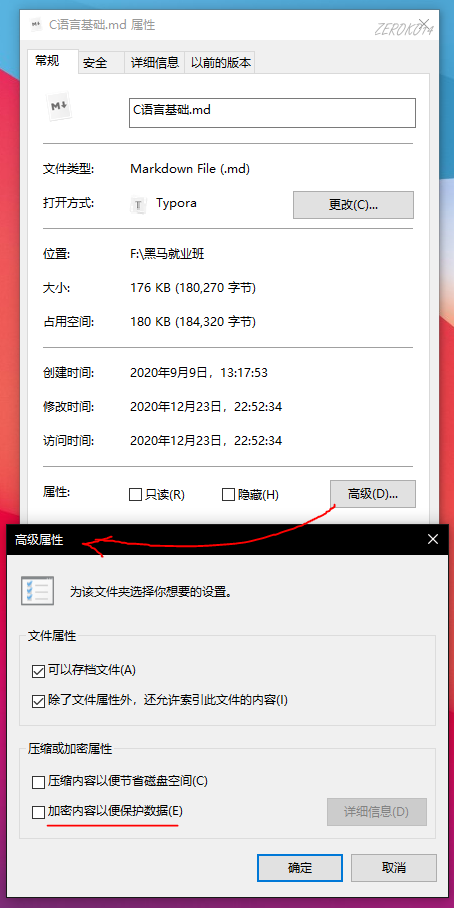 C语言基础.md 属性
ZEROKO14
常规 安全 详细信息 以前的版本
M
C语言基础.md
文件类型: Markdown File (.md)
打开方式: T Typora 更改(C)...
位置: F:\黑马就业班
大小: 176 KB (180,270 字节)
占用空间: 180 KB (184,320 字节)
创建时间: 2020年9月9日，13:17:53
修改时间: 2020年12月23日，22:52:34
访问时间: 2020年12月23日，22:52:34
属性: 只读(R) 隐藏(H) 高级(D)...
高级属性
为该文件夹选择你想要的设置。
文件属性
可以存档文件(A)
除了文件属性外，还允许索引此文件的内容(I)
压缩或加密属性
压缩内容以便节省磁盘空间(C)
加密内容以便保护数据(E) 详细信息(D)
确定 取消